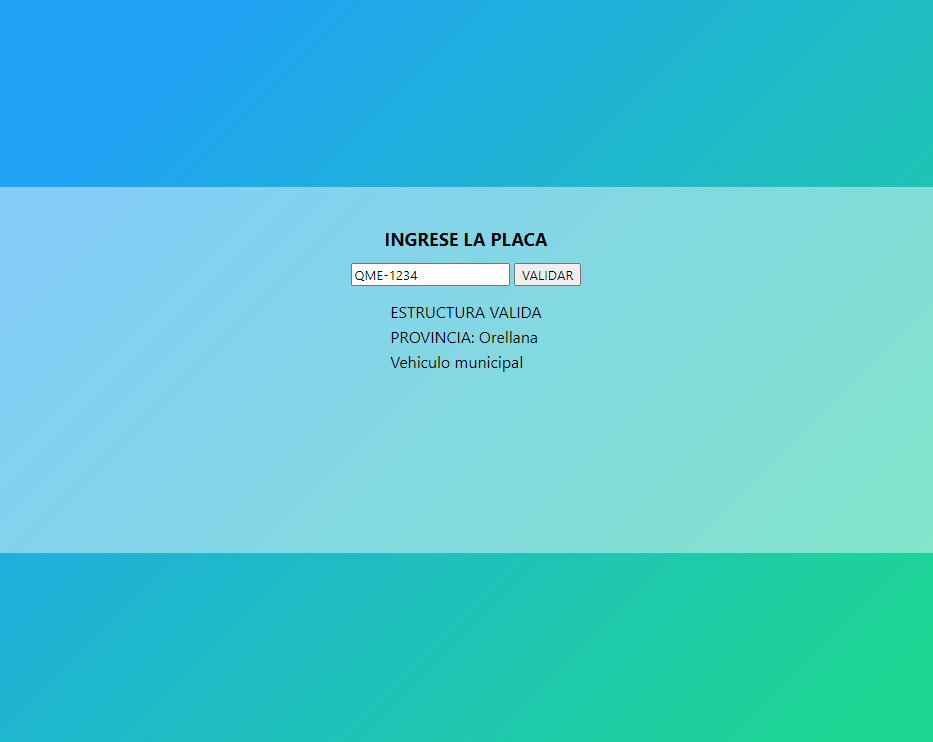 INGRESE LA PLACA
QME-1234 VALIDAR
ESTRUCTURA VALIDA
PROVINCIA: Orellana
Vehiculo municipal